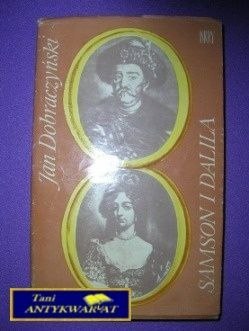 Jan Dobraczyński
SAMSON I DALILA
Tani
ANTYKWARIAT